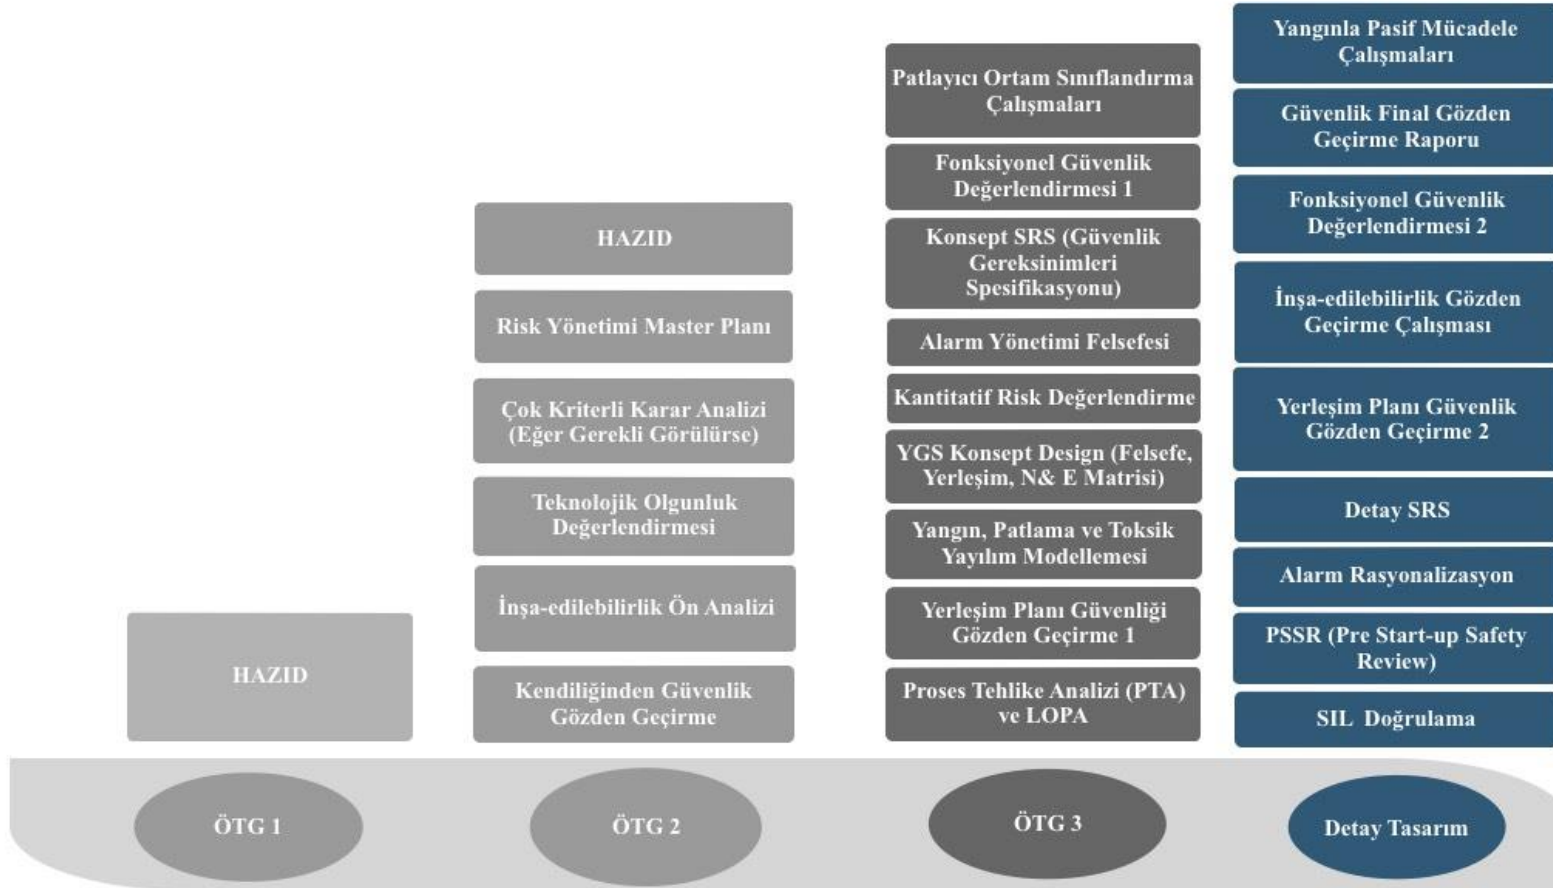 HAZID
ÖTG 1
HAZID
Risk Yönetimi Master Planı
Çok Kriterli Karar Analizi
(Eğer Gerekli Görülürse)
Teknolojik Olgunluk
Değerlendirmesi
İnşa-edilebilirlik Ön Analizi
Kendiliğinden Güvenlik
Gözden Geçirme
ÖTG 2
Patlayıcı Ortam Sınıflandırma
Çalışmaları
Fonksiyonel Güvenlik
Değerlendirmesi 1
Konsept SRS (Güvenlik
Gereksinimleri
Spesifikasyonu)
Alarm Yönetimi Felsefesi
Kantitatif Risk Değerlendirme
YGS Konsept Design (Felsefe,
Yerleşim, N& E Matrisi)
Yangın, Patlama ve Toksik
Yayılım Modellemesi
Yerleşim Planı Güvenliği
Gözden Geçirme 1
Proses Tehlike Analizi (PTA)
ve LOPA
ÖTG 3
Yangınla Pasif Mücadele
Çalışmaları
Güvenlik Final Gözden
Geçirme Raporu
Fonksiyonel Güvenlik
Değerlendirmesi 2
İnşa-edilebilirlik Gözden
Geçirme Çalışması
Yerleşim Planı Güvenlik
Gözden Geçirme 2
Detay SRS
Alarm Rasyonalizasyon
PSSR (Pre Start-up Safety
Review)
SIL Doğrulama
Detay Tasarım